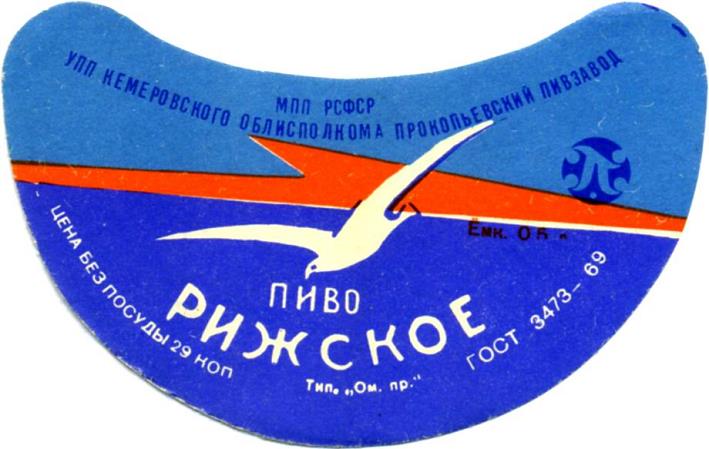 МПП РСФСР
УПП КЕМЕРОВСКОГО ОБЛИСПОЛКОМА ПРОКОПЬЕВСКИЙ ПИВЗАВОД
Ёмк. 0 5 л
ПИВО
РИЖСКОЕ
ЦЕНА БЕЗ ПОСУДЫ 29 КОП
ГОСТ 3473-69
Тип. „Ом. пр."